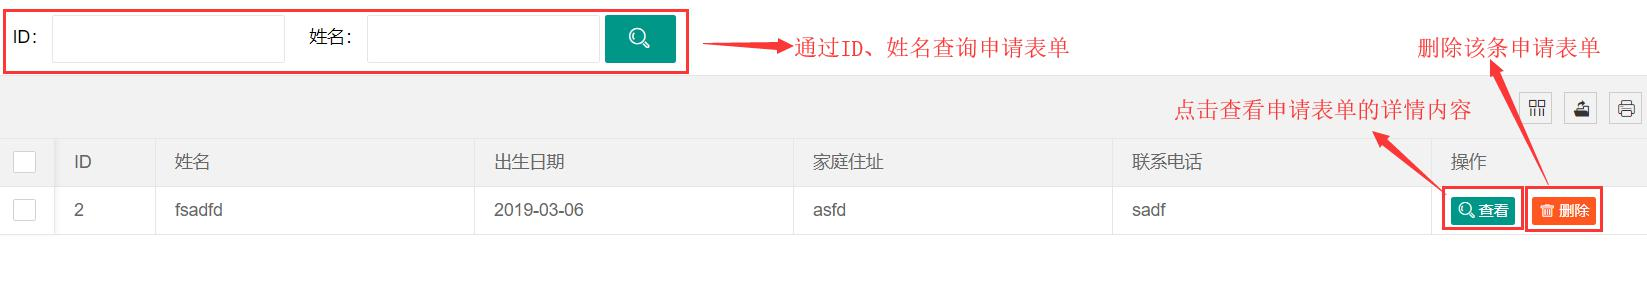 ID: 姓名: 通过ID、姓名查询申请表单 删除该条申请表单
点击查看申请表单的详情内容
ID 姓名 出生日期 家庭住址 联系电话 操作
2 fsadfd 2019-03-06 asfd sadf 查看 删除